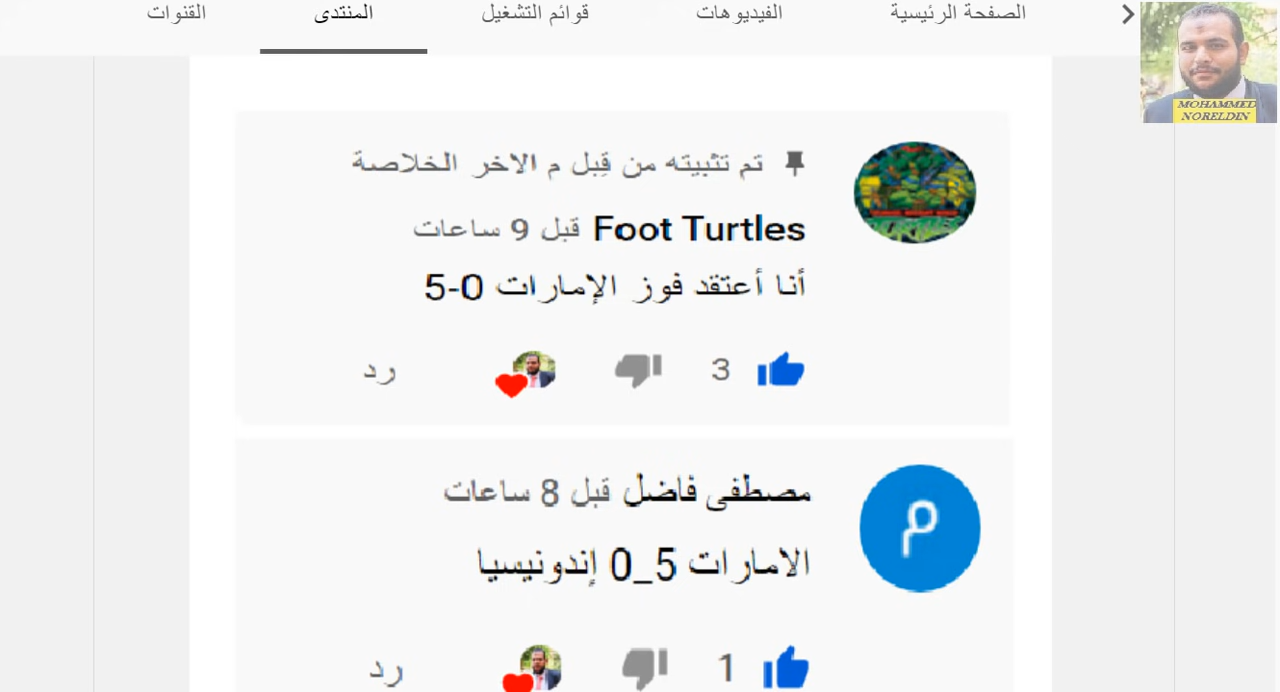 الصفحة الرئيسية
الفيديوهات
قوائم التشغيل
المنتدى
القنوات
MOHAMMED
NORELDIN
تم تثبيته من قِبل م الاخر الخلاصة
Foot Turtles قبل 9 ساعات
أنا أعتقد فوز الإمارات 0-5
3
رد
م
مصطفى فاضل قبل 8 ساعات
الامارات 5_0 إندونيسيا
1
رد